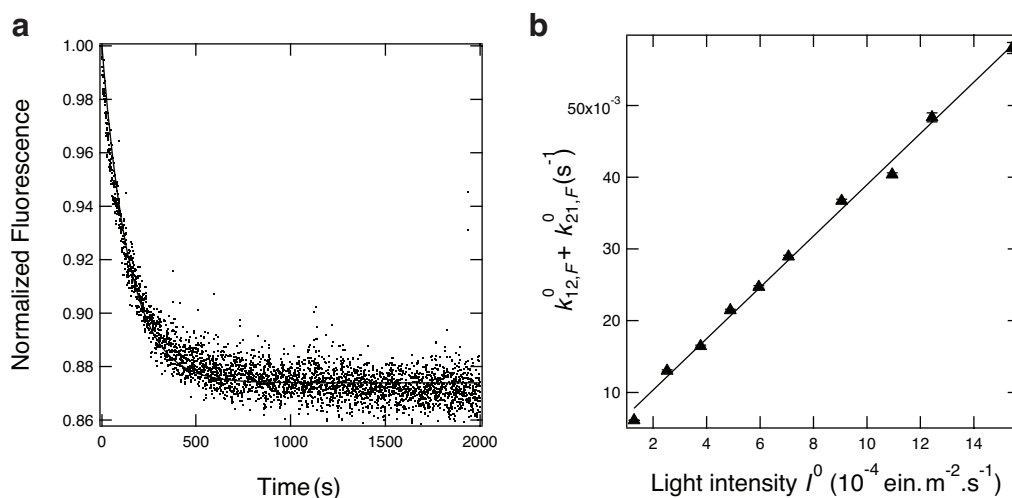 a
1.00
0.98
0.96
0.94
0.92
0.90
0.88
0.86
Normalized Fluorescence
0 500 1000 1500 2000
Time (s)
b
50x10⁻³
40
30
20
10
k⁰₁₂,F + k⁰₂₁,F (s⁻¹)
2 4 6 8 10 12 14
Light intensity I⁰ (10⁻⁴ ein.m⁻².s⁻¹)